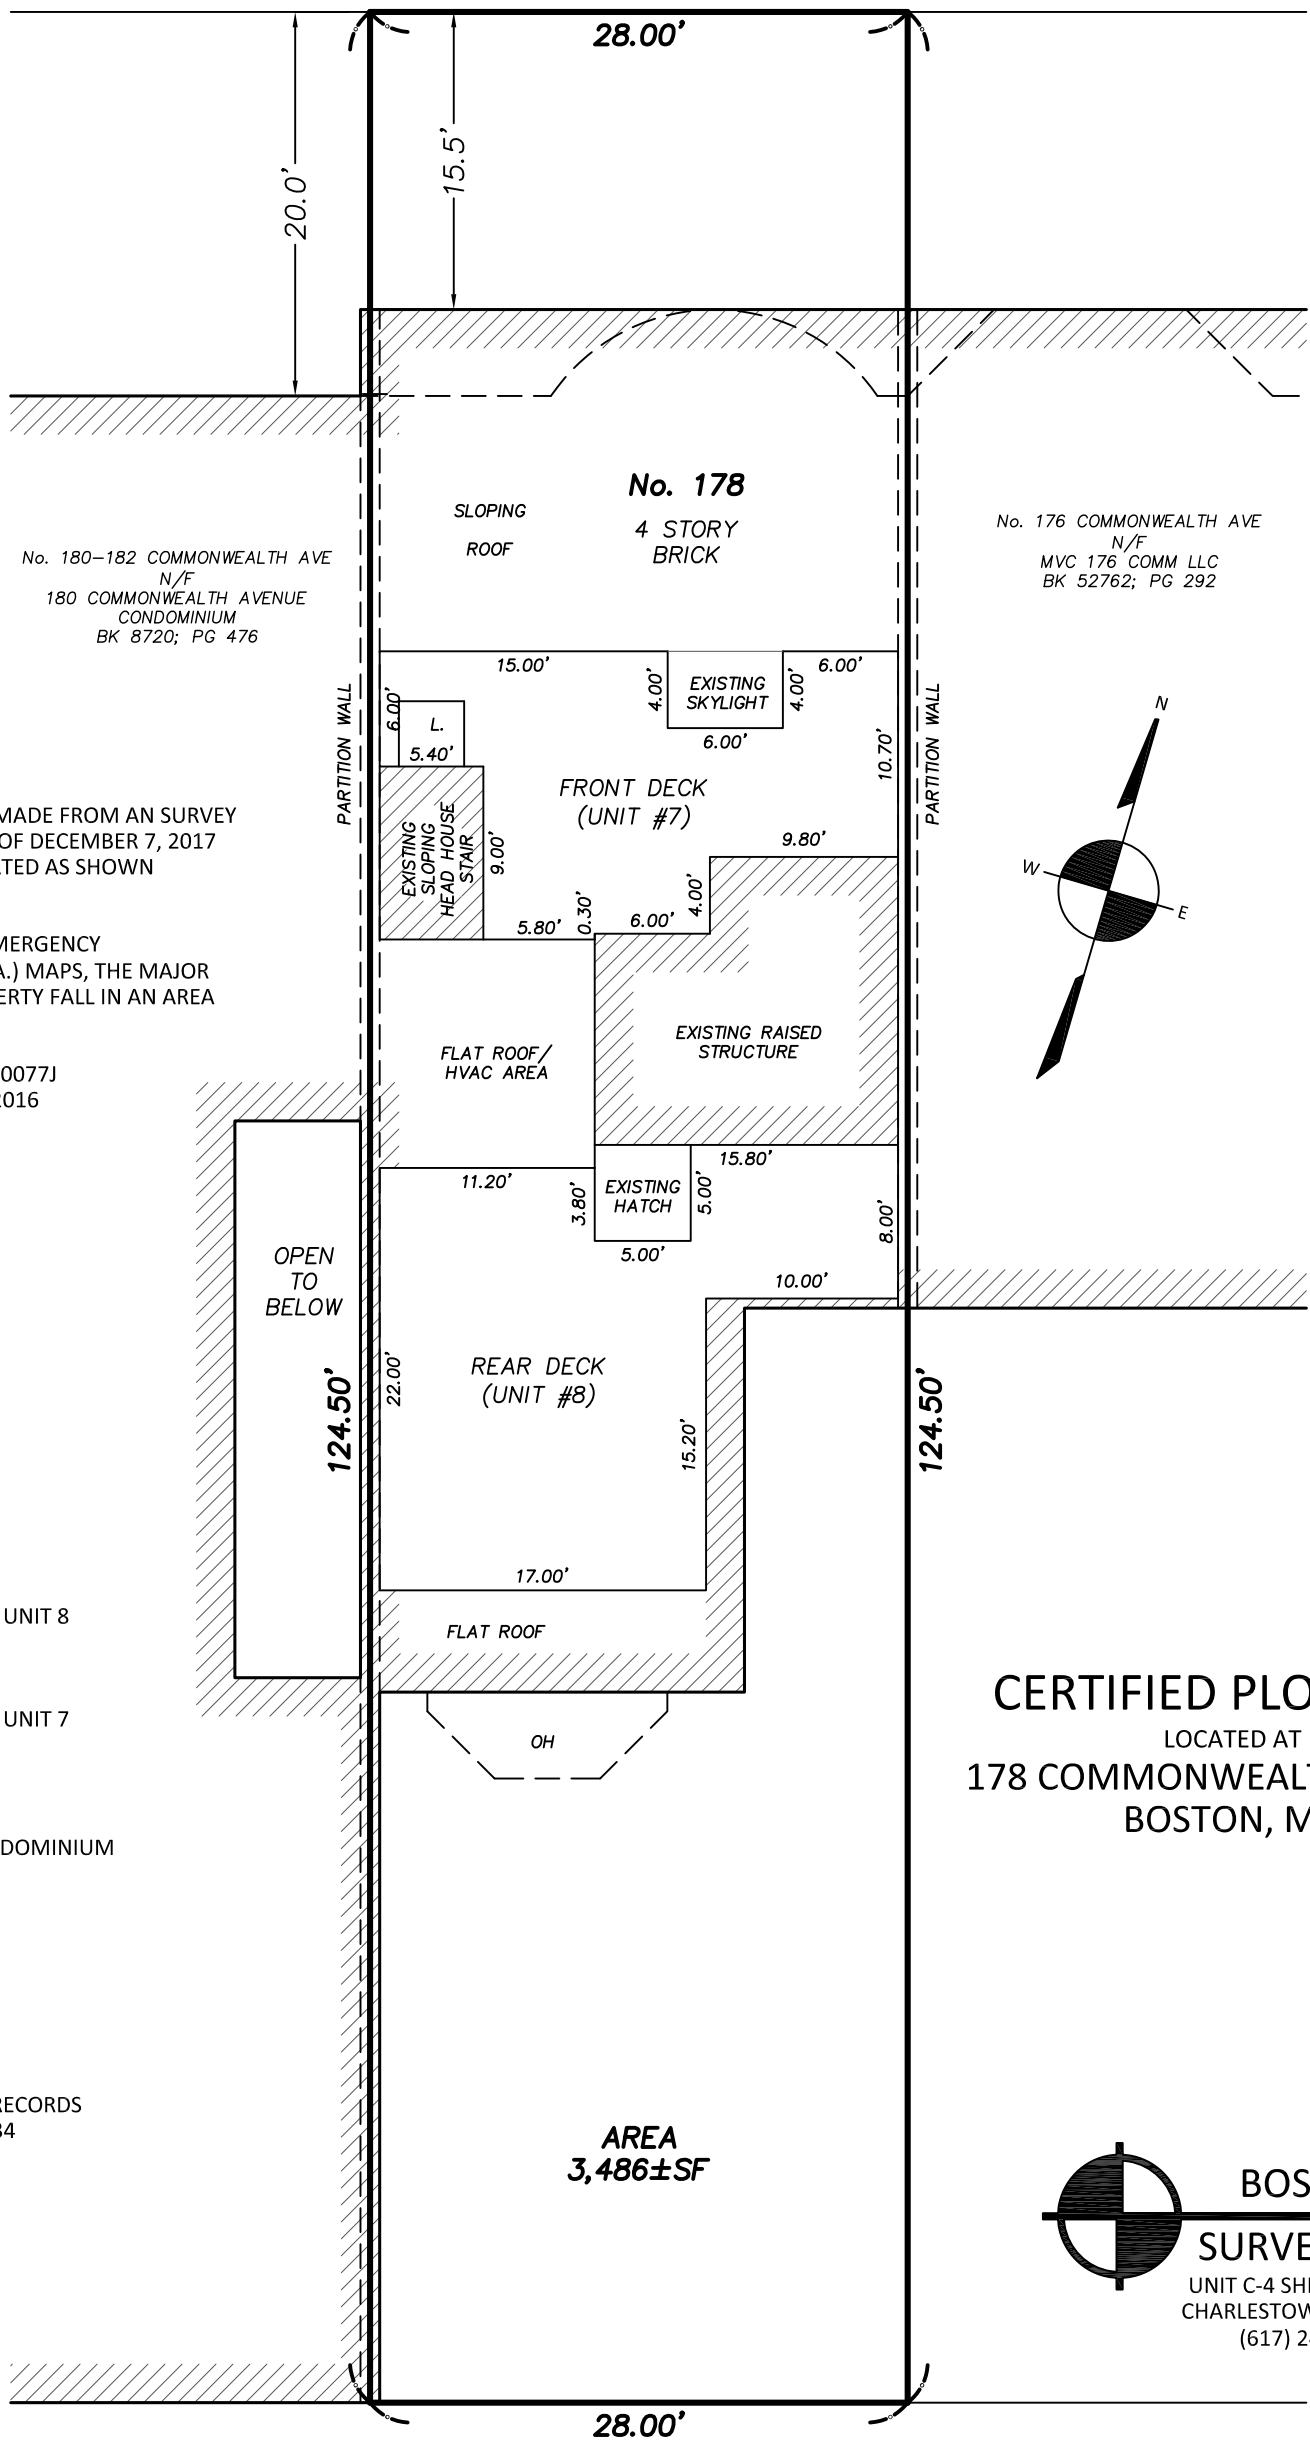 28.00'
20.0'
15.5'
No. 178
4 STORY
BRICK
SLOPING
ROOF
No. 180-182 COMMONWEALTH AVE
N/F
180 COMMONWEALTH AVENUE
CONDOMINIUM
BK 8720; PG 476
No. 176 COMMONWEALTH AVE
N/F
MVC 176 COMM LLC
BK 52762; PG 292
PARTITION WALL
PARTITION WALL
15.00'
4.00'
EXISTING
SKYLIGHT
4.00'
6.00'
6.00'
6.00'
L.
5.40'
10.70'
FRONT DECK
(UNIT #7)
EXISTING
SLOPING
HEAD HOUSE
STAIR
9.00'
9.80'
5.80'
0.30'
6.00'
4.00'
N
W
E
MADE FROM AN SURVEY
OF DECEMBER 7, 2017
TED AS SHOWN
MERGENCY
A.) MAPS, THE MAJOR
ERTY FALL IN AN AREA
0077J
2016
FLAT ROOF/
HVAC AREA
EXISTING RAISED
STRUCTURE
15.80'
11.20'
3.80'
EXISTING
HATCH
5.00'
5.00'
8.00'
10.00'
OPEN
TO
BELOW
124.50'
22.00'
REAR DECK
(UNIT #8)
15.20'
124.50'
17.00'
FLAT ROOF
OH
UNIT 8
UNIT 7
DOMINIUM
RECORDS
34
CERTIFIED PLO
LOCATED AT
178 COMMONWEALT
BOSTON, M
AREA
3,486±SF
BOS
SURVE
UNIT C-4 SHI
CHARLESTOW
(617) 24
28.00'